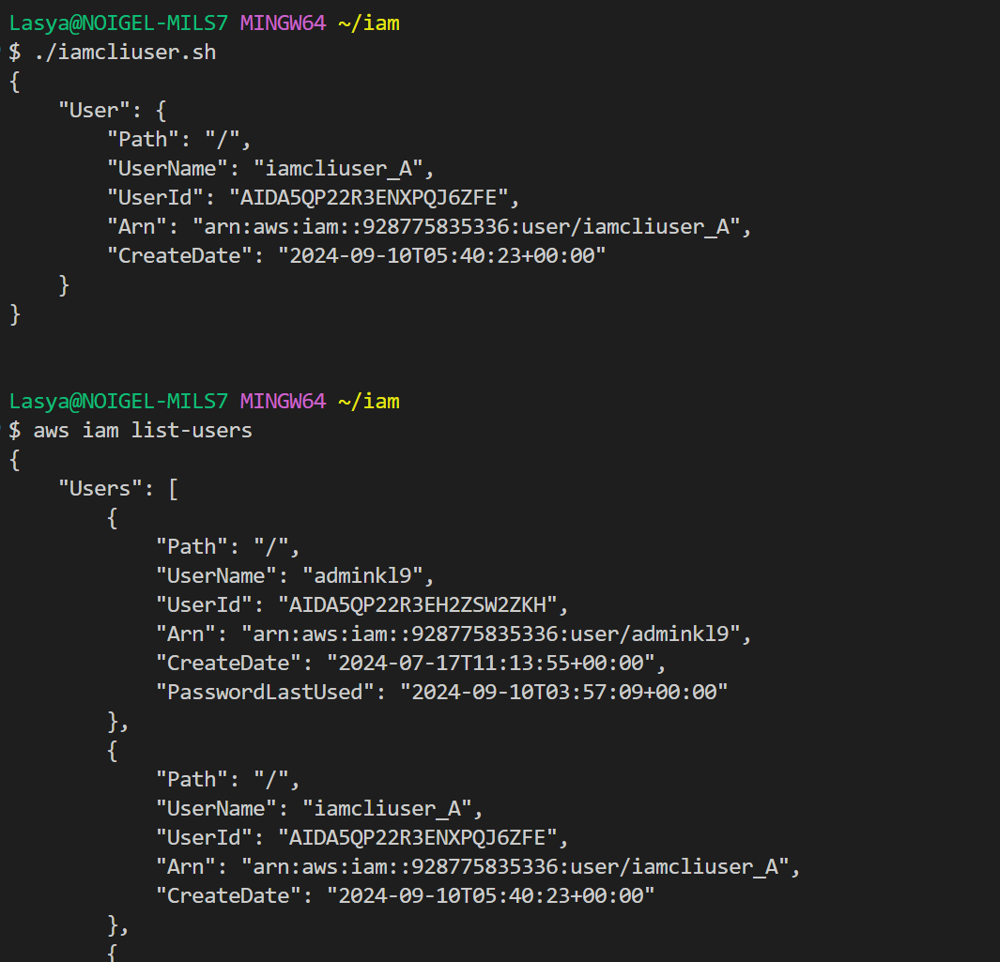 Lasya@NOIGEL-MILS7 MINGW64 ~/iam
$ ./iamcliuser.sh
{
    "User": {
        "Path": "/",
        "UserName": "iamcliuser_A",
        "UserId": "AIDA5QP22R3ENXPQJ6ZFE",
        "Arn": "arn:aws:iam::928775835336:user/iamcliuser_A",
        "CreateDate": "2024-09-10T05:40:23+00:00"
    }
}
Lasya@NOIGEL-MILS7 MINGW64 ~/iam
$ aws iam list-users
{
    "Users": [
        {
            "Path": "/",
            "UserName": "adminkl9",
            "UserId": "AIDA5QP22R3EH2ZSW2ZKH",
            "Arn": "arn:aws:iam::928775835336:user/adminkl9",
            "CreateDate": "2024-07-17T11:13:55+00:00",
            "PasswordLastUsed": "2024-09-10T03:57:09+00:00"
        },
        {
            "Path": "/",
            "UserName": "iamcliuser_A",
            "UserId": "AIDA5QP22R3ENXPQJ6ZFE",
            "Arn": "arn:aws:iam::928775835336:user/iamcliuser_A",
            "CreateDate": "2024-09-10T05:40:23+00:00"
        },
        {